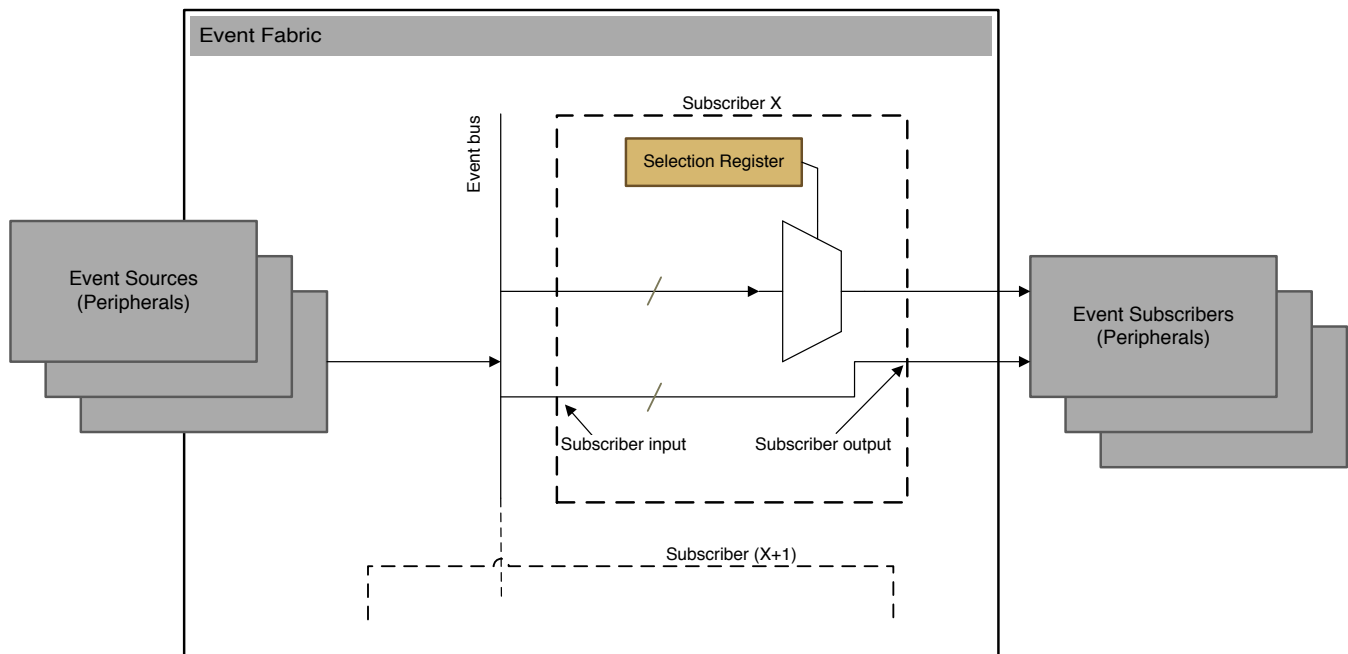 Event Fabric
Subscriber X
Event bus
Selection Register
Event Sources
(Peripherals)
Event Subscribers
(Peripherals)
Subscriber input
Subscriber output
Subscriber (X+1)